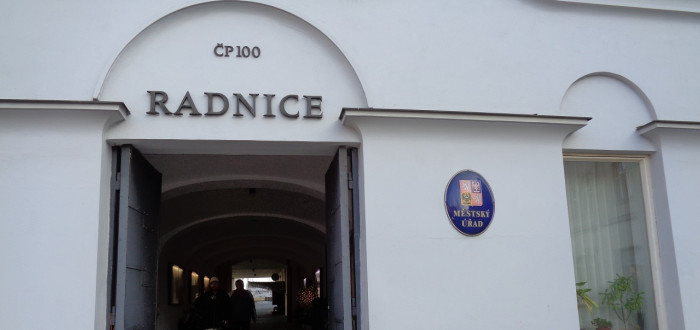 ČP 100
RADNICE
MĚSTSKÝ
ÚŘAD